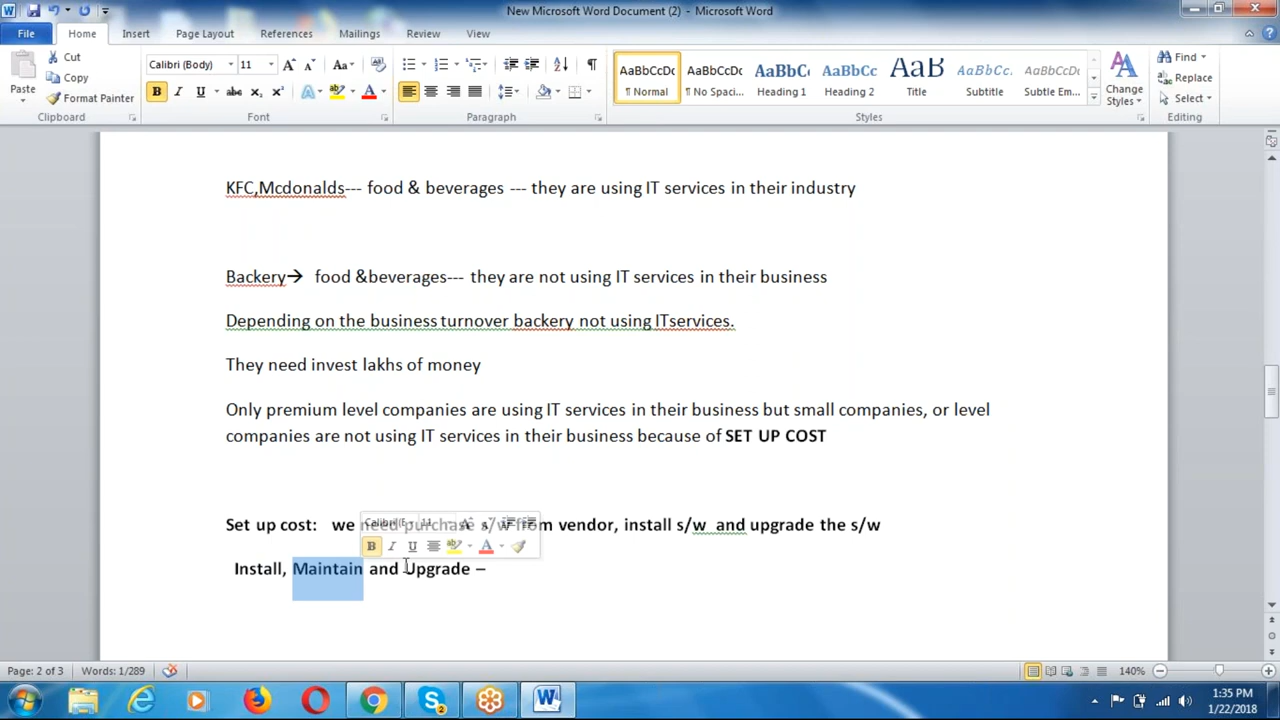 New Microsoft Word Document (2) - Microsoft Word
File Home Insert Page Layout References Mailings Review View
Cut
Copy
Format Painter
Paste
Clipboard
Calibri (Body) 11
Font
Paragraph
AaBbCcDc AaBbCcDc AaBbC AaBbCc AaB AaBbCcL AaBbCcDc
¶ Normal ¶ No Spaci... Heading 1 Heading 2 Title Subtitle Subtle Em...
Change Styles
Styles
Find
Replace
Select
Editing
KFC,Mcdonalds--- food & beverages --- they are using IT services in their industry
Backery→ food &beverages--- they are not using IT services in their business
Depending on the business turnover backery not using ITservices.
They need invest lakhs of money
Only premium level companies are using IT services in their business but small companies, or level
companies are not using IT services in their business because of SET UP COST
Set up cost: we need purchase s/w from vendor, install s/w and upgrade the s/w
Install, Maintain and Upgrade –
Page: 2 of 3 Words: 1/289 140%
1:35 PM
1/22/2018